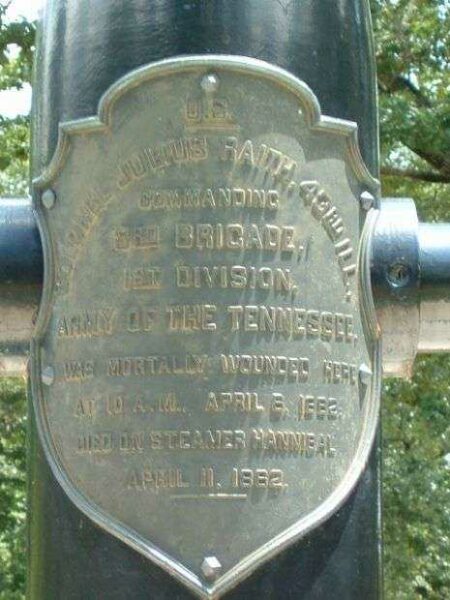 U.S.
COLONEL JULIUS RAITH, 43RD ILL.
COMMANDING
3RD BRIGADE,
1ST DIVISION,
ARMY OF THE TENNESSEE,
WAS MORTALLY WOUNDED HERE
AT 10 A.M., APRIL 6, 1862.
DIED ON STEAMER HANNIBAL
APRIL 11, 1862.